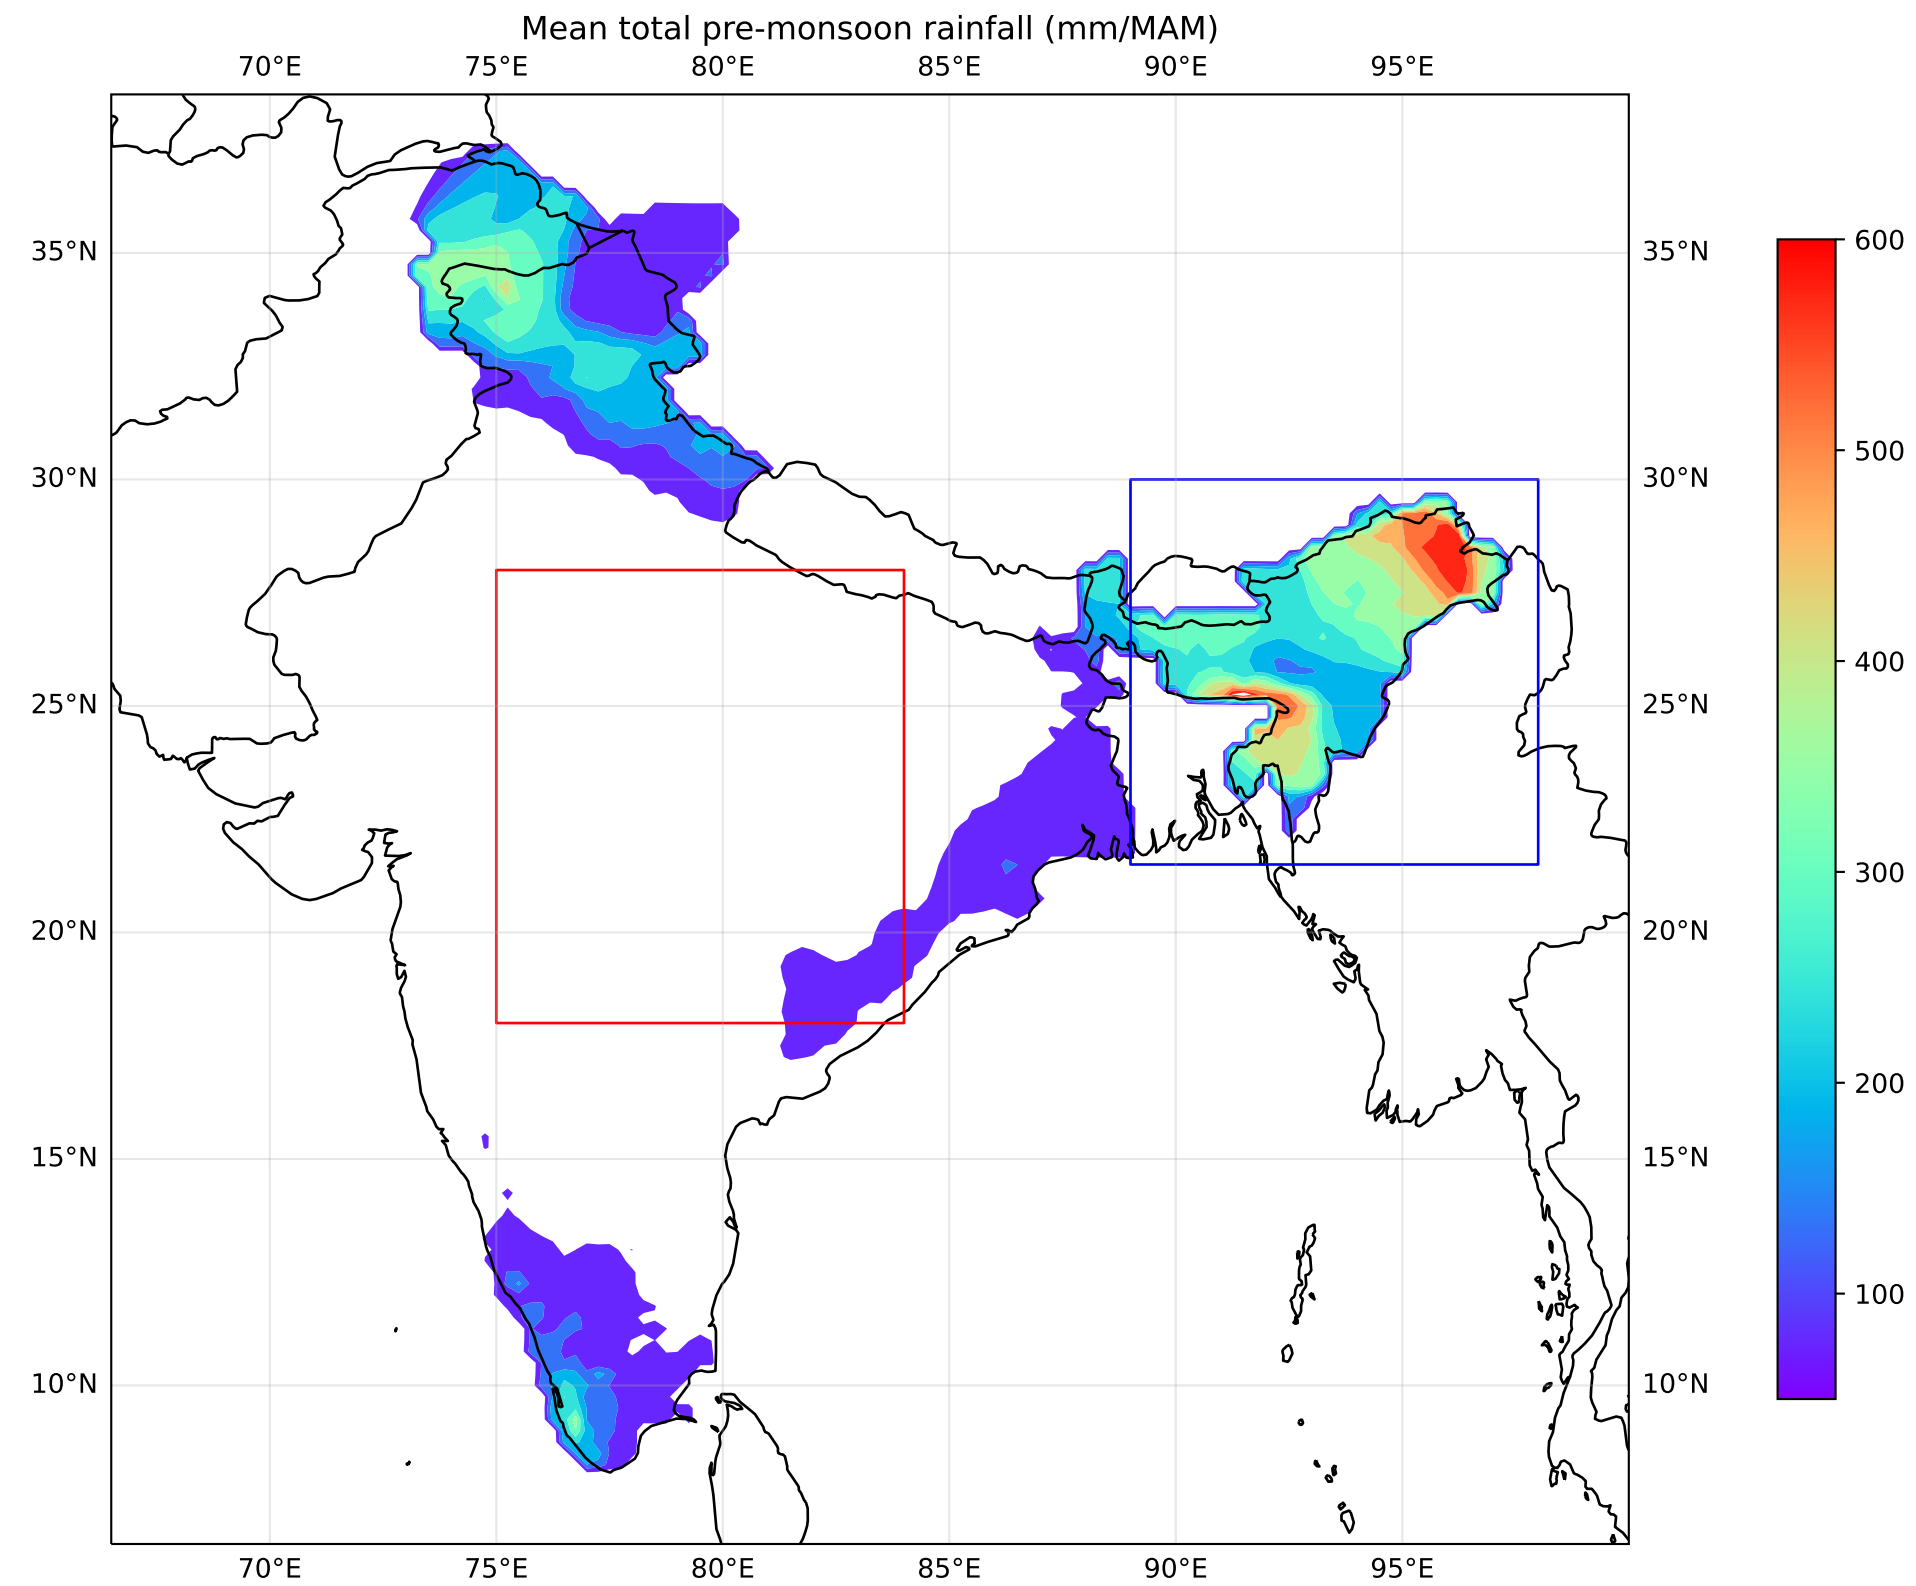 Mean total pre-monsoon rainfall (mm/MAM)
70°E 75°E 80°E 85°E 90°E 95°E
35°N 35°N 600
500
30°N 30°N
400
25°N 25°N
300
20°N 20°N
200
15°N 15°N
100
10°N 10°N
70°E 75°E 80°E 85°E 90°E 95°E